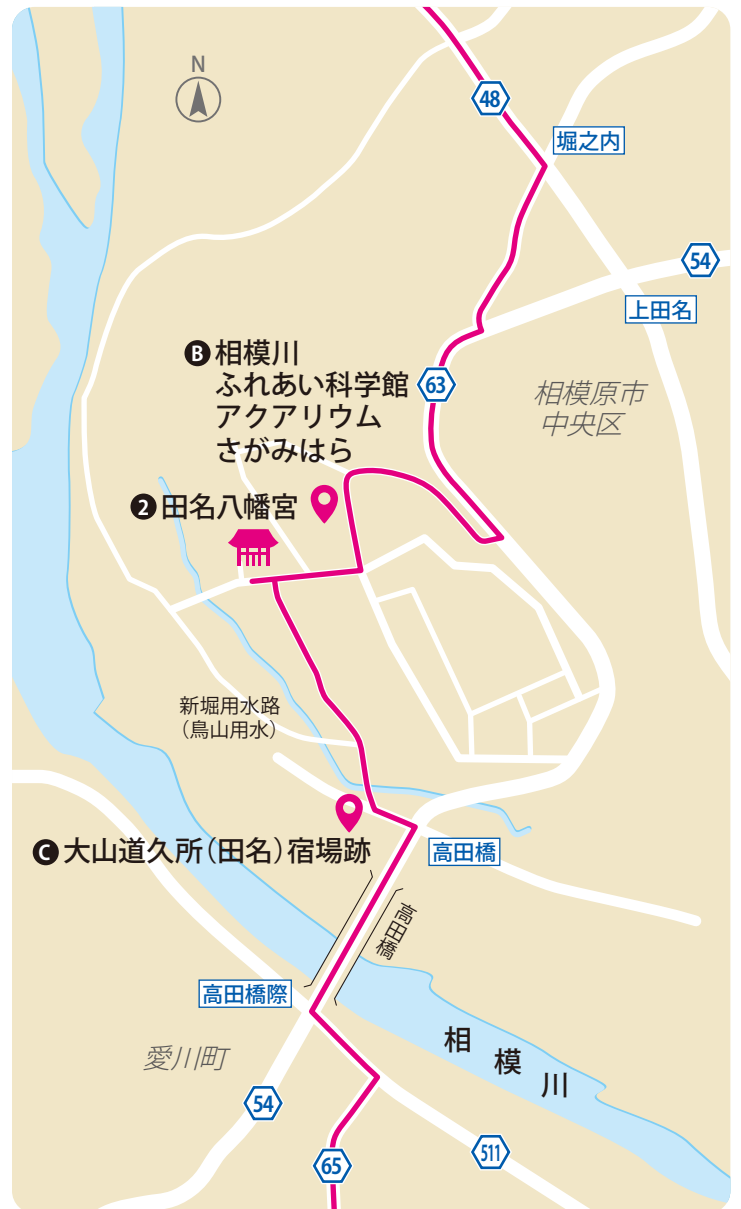 N
48
堀之内
54
上田名
B 相模川
ふれあい科学館
アクアリウム
さがみはら
63
相模原市
中央区
2 田名八幡宮
新堀用水路
（烏山用水）
C 大山道久所（田名）宿場跡
高田橋
高田橋
高田橋際
相模川
愛川町
54
511
65